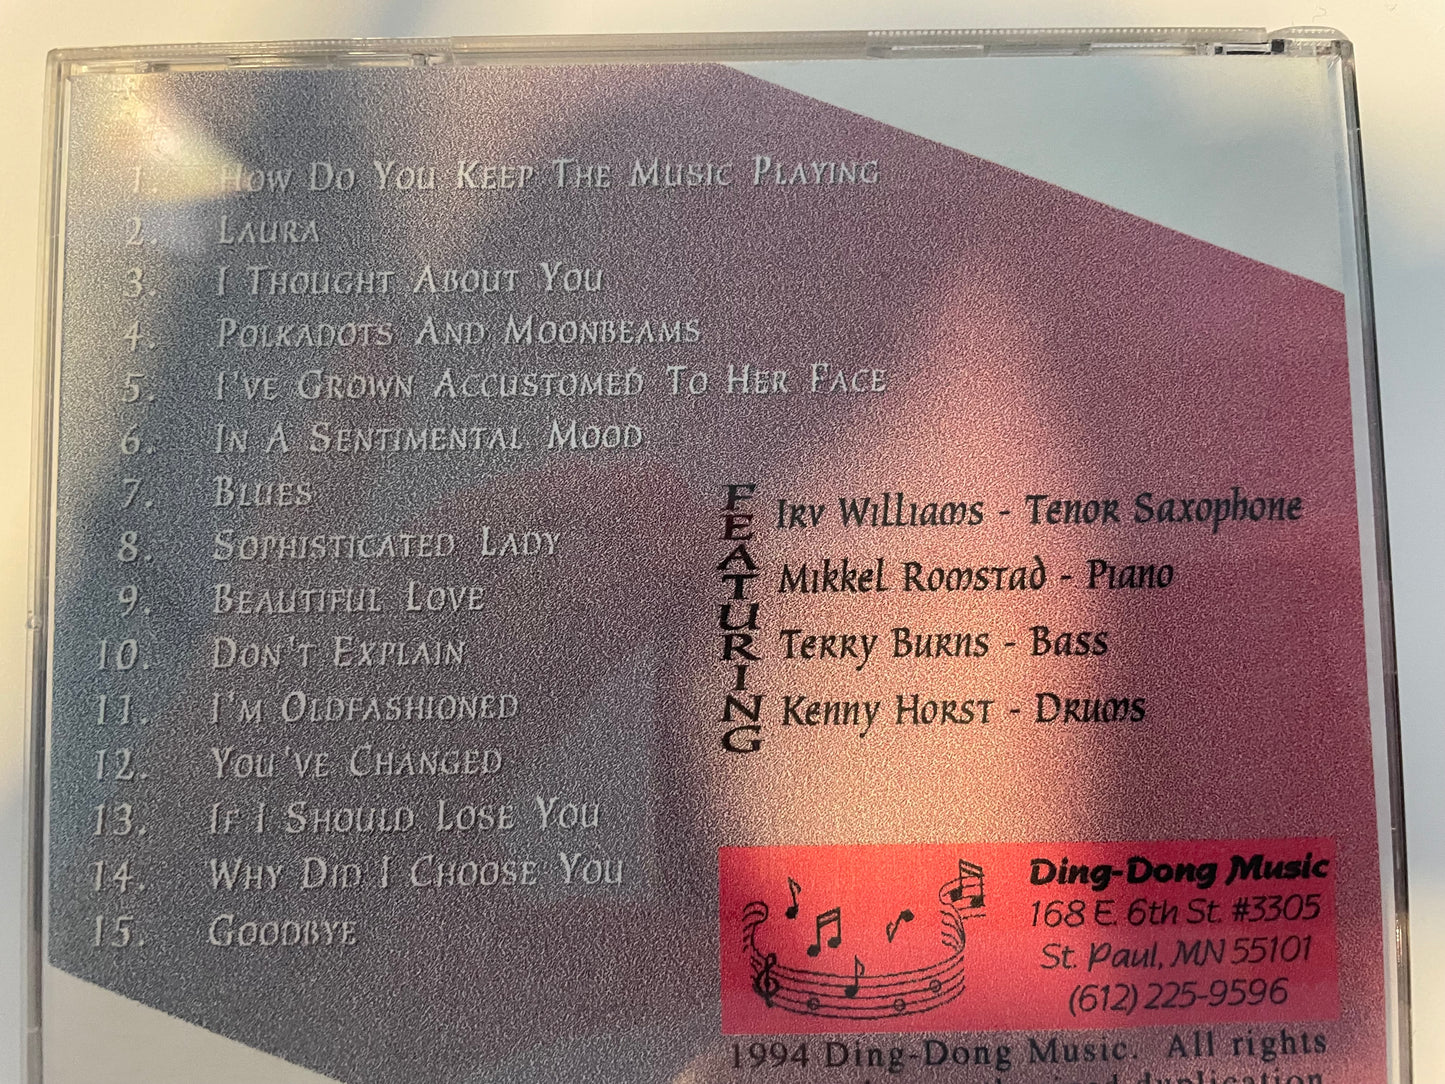 1. How Do You Keep The Music Playing
2. Laura
3. I Thought About You
4. Polkadots And Moonbeams
5. I've Grown Accustomed To Her Face
6. In A Sentimental Mood
7. Blues
8. Sophisticated Lady
9. Beautiful Love
10. Don't Explain
11. I'm Oldfashioned
12. You've Changed
13. If I Should Lose You
14. Why Did I Choose You
15. Goodbye
FEATURING
Irv Williams - Tenor Saxophone
Mikkel Romstad - Piano
Terry Burns - Bass
Kenny Horst - Drums
Ding-Dong Music
168 E. 6th St. #3305
St. Paul, MN 55101
(612) 225-9596
1994 Ding-Dong Music. All rights
duplication